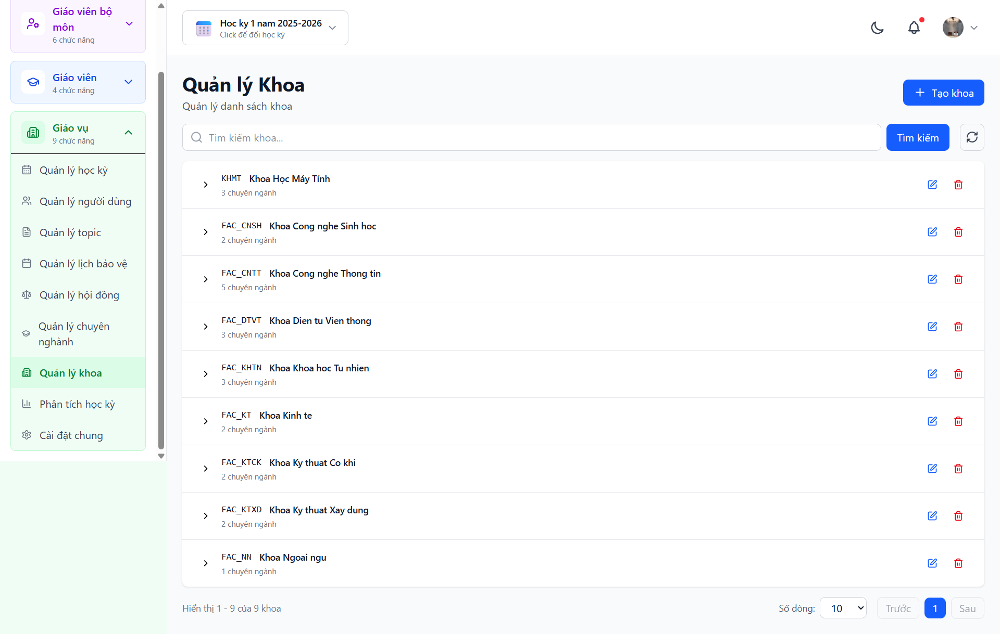 Giáo viên bộ
môn
6 chức năng
Giáo viên
4 chức năng
Giáo vụ
9 chức năng
Quản lý học kỳ
Quản lý người dùng
Quản lý topic
Quản lý lịch bảo vệ
Quản lý hội đồng
Quản lý chuyên
nghành
Quản lý khoa
Phân tích học kỳ
Cài đặt chung
Hoc ky 1 nam 2025-2026
Click để đổi học kỳ
Quản lý Khoa
Quản lý danh sách khoa
Tạo khoa
Tìm kiếm khoa...
Tìm kiếm
KHMT Khoa Học Máy Tính
3 chuyên ngành
FAC_CNSH Khoa Cong nghe Sinh hoc
2 chuyên ngành
FAC_CNTT Khoa Cong nghe Thong tin
5 chuyên ngành
FAC_DTVT Khoa Dien tu Vien thong
3 chuyên ngành
FAC_KHTN Khoa Khoa hoc Tu nhien
3 chuyên ngành
FAC_KT Khoa Kinh te
2 chuyên ngành
FAC_KTCK Khoa Ky thuat Co khi
2 chuyên ngành
FAC_KTXD Khoa Ky thuat Xay dung
2 chuyên ngành
FAC_NN Khoa Ngoai ngu
1 chuyên ngành
Hiển thị 1 - 9 của 9 khoa
Số dòng: 10 Trước 1 Sau